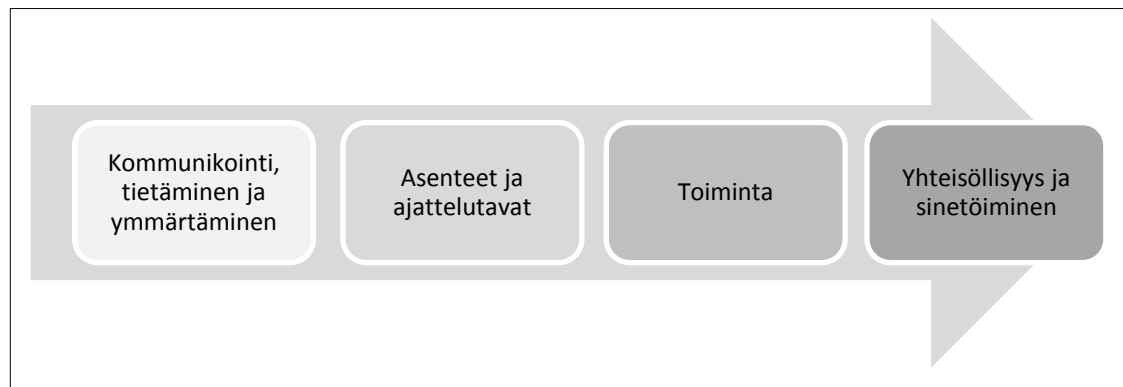 Kommunikointi,
tietäminen ja
ymmärtäminen
Asenteet ja
ajattelutavat
Toiminta
Yhteisöllisyys ja
sinetöiminen